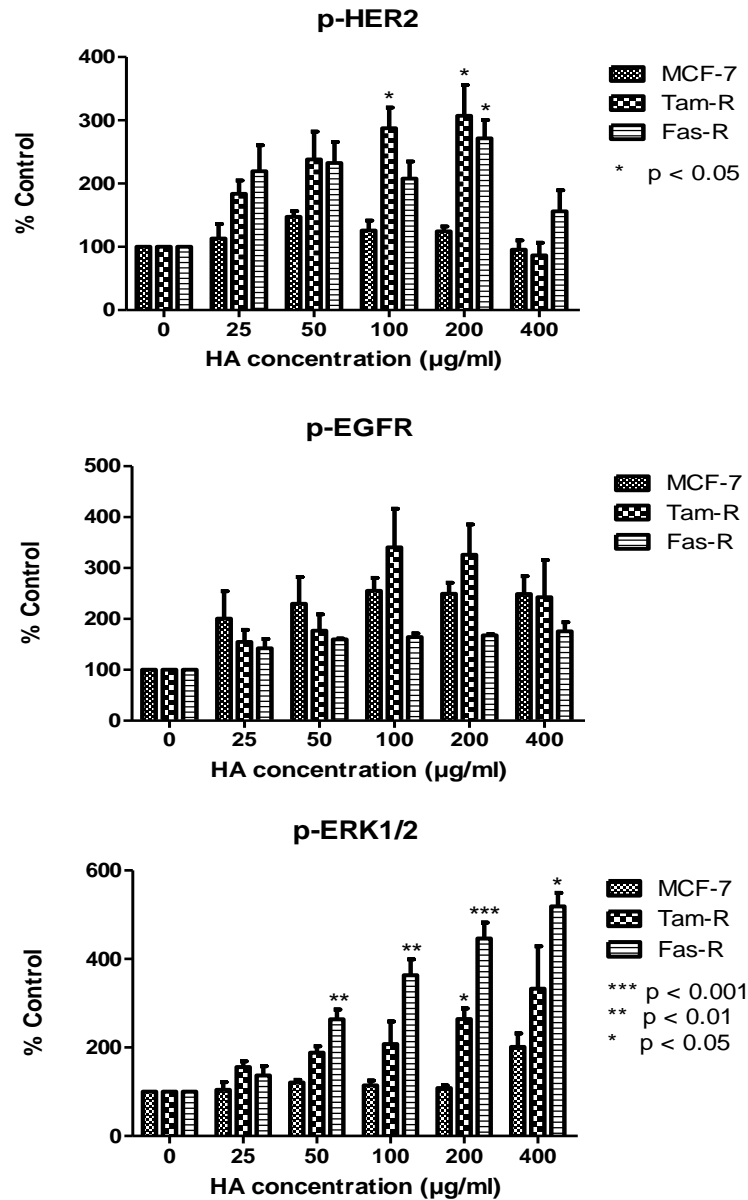 p-HER2
400
300
200
100
0
% Control
* * *
MCF-7
Tam-R
Fas-R
* p < 0.05
0 25 50 100 200 400
HA concentration (µg/ml)
p-EGFR
500
400
300
200
100
0
% Control
MCF-7
Tam-R
Fas-R
0 25 50 100 200 400
HA concentration (µg/ml)
p-ERK1/2
600
400
200
0
% Control
** ** * *** *
MCF-7
Tam-R
Fas-R
*** p < 0.001
** p < 0.01
* p < 0.05
0 25 50 100 200 400
HA concentration (µg/ml)